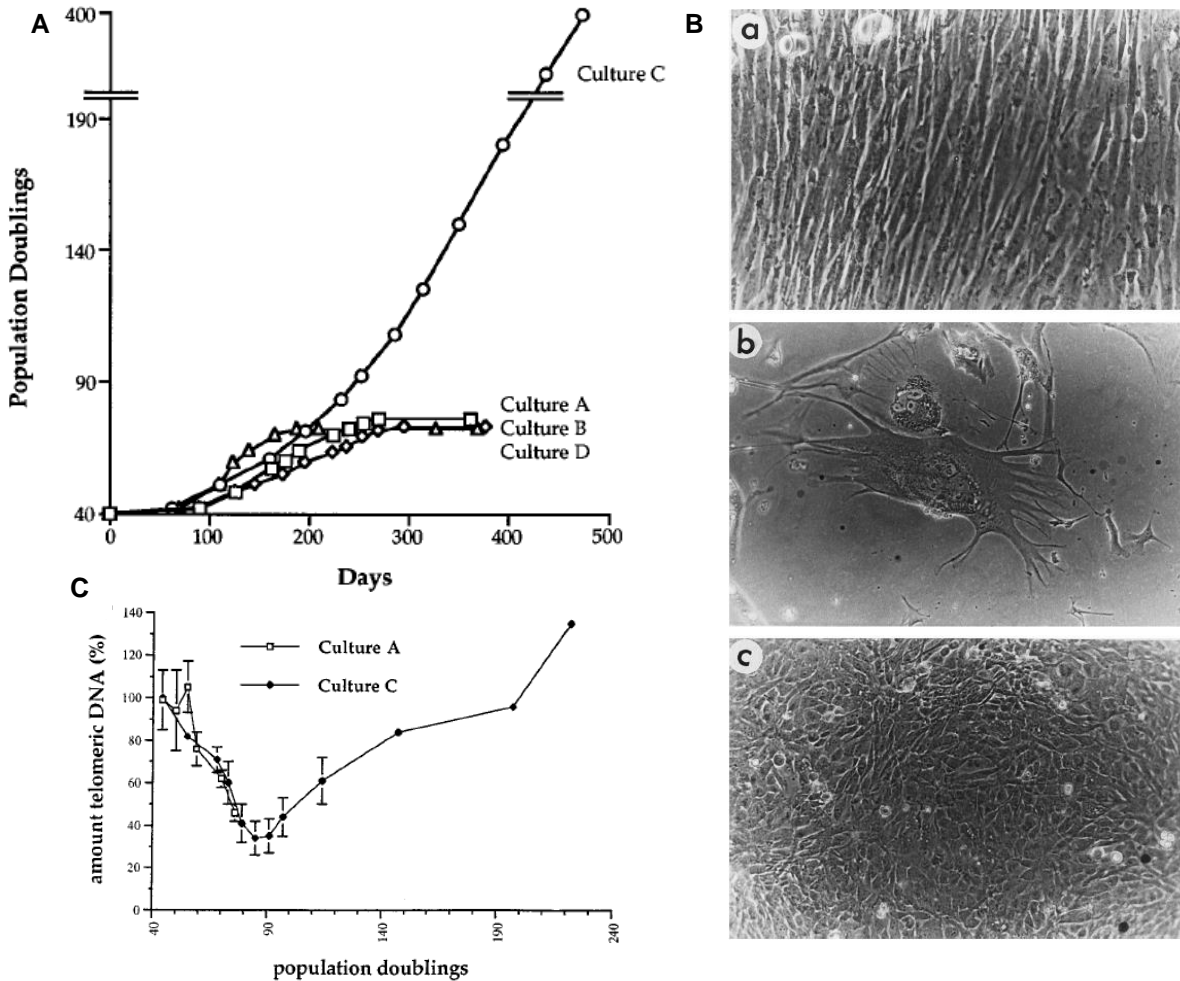 A
400
190
140
90
40
Population Doublings
0
100
200
300
400
500
Days
Culture C
Culture A
Culture B
Culture D
B
a
b
c
C
140
120
100
80
60
40
20
0
amount telomeric DNA (%)
Culture A
Culture C
40
90
140
190
240
population doublings